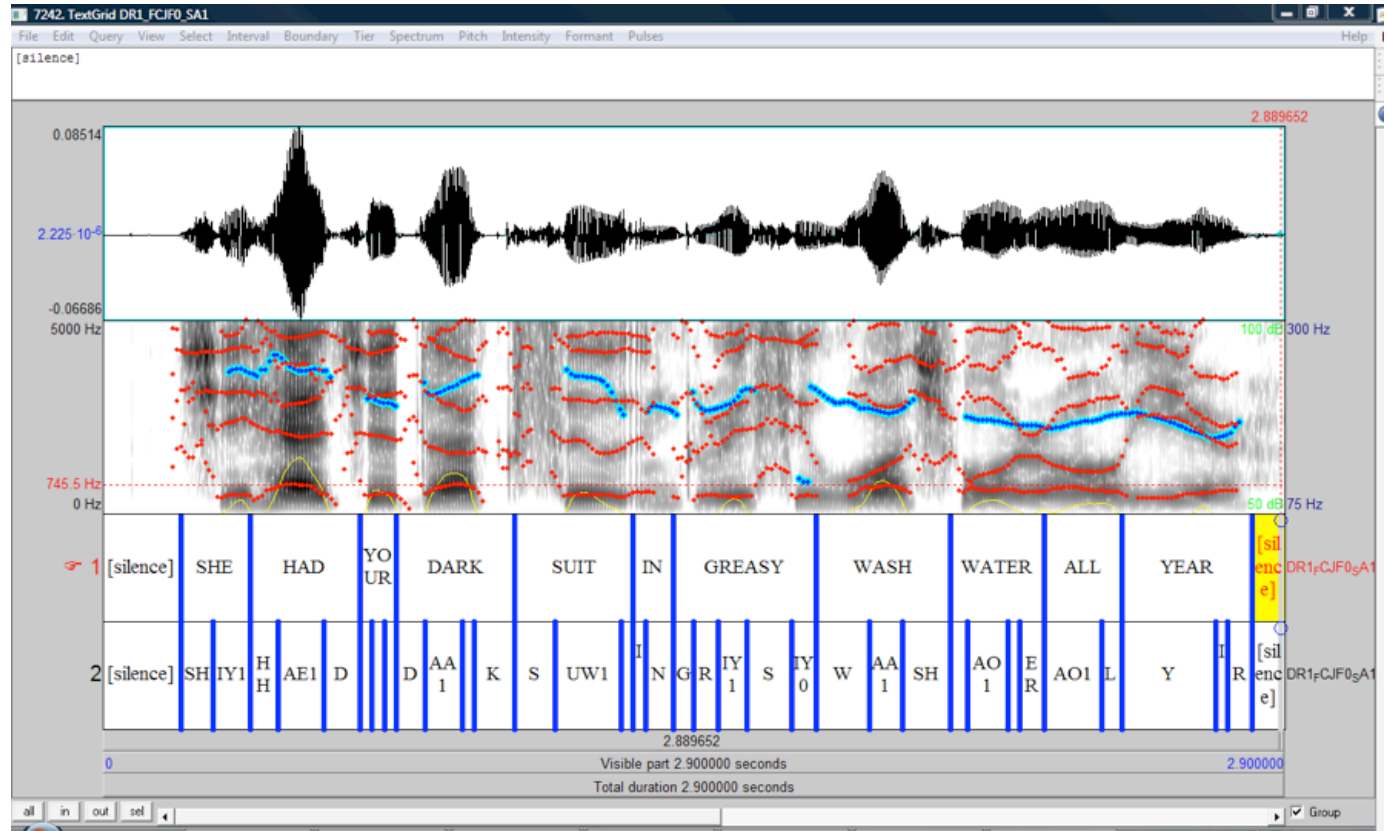 7242. TextGrid DR1_FCJF0_SA1
File Edit Query View Select Interval Boundary Tier Spectrum Pitch Intensity Formant Pulses Help
[silence]
2.889652
0.08514
2.225·10-6
-0.06686
5000 Hz 100 dB 300 Hz
745.5 Hz
0 Hz 50 dB 75 Hz
1 [silence] SHE HAD YOUR DARK SUIT IN GREASY WASH WATER ALL YEAR [silence] DR1FCJF0SA1
2 [silence] SH IY1 HH AE1 D D AA1 K S UW1 I N G R IY1 S IY0 W AA1 SH AO1 ER AO1 L Y I R [silence] DR1FCJF0SA1
2.889652
0 Visible part 2.900000 seconds 2.900000
Total duration 2.900000 seconds
all in out sel Group